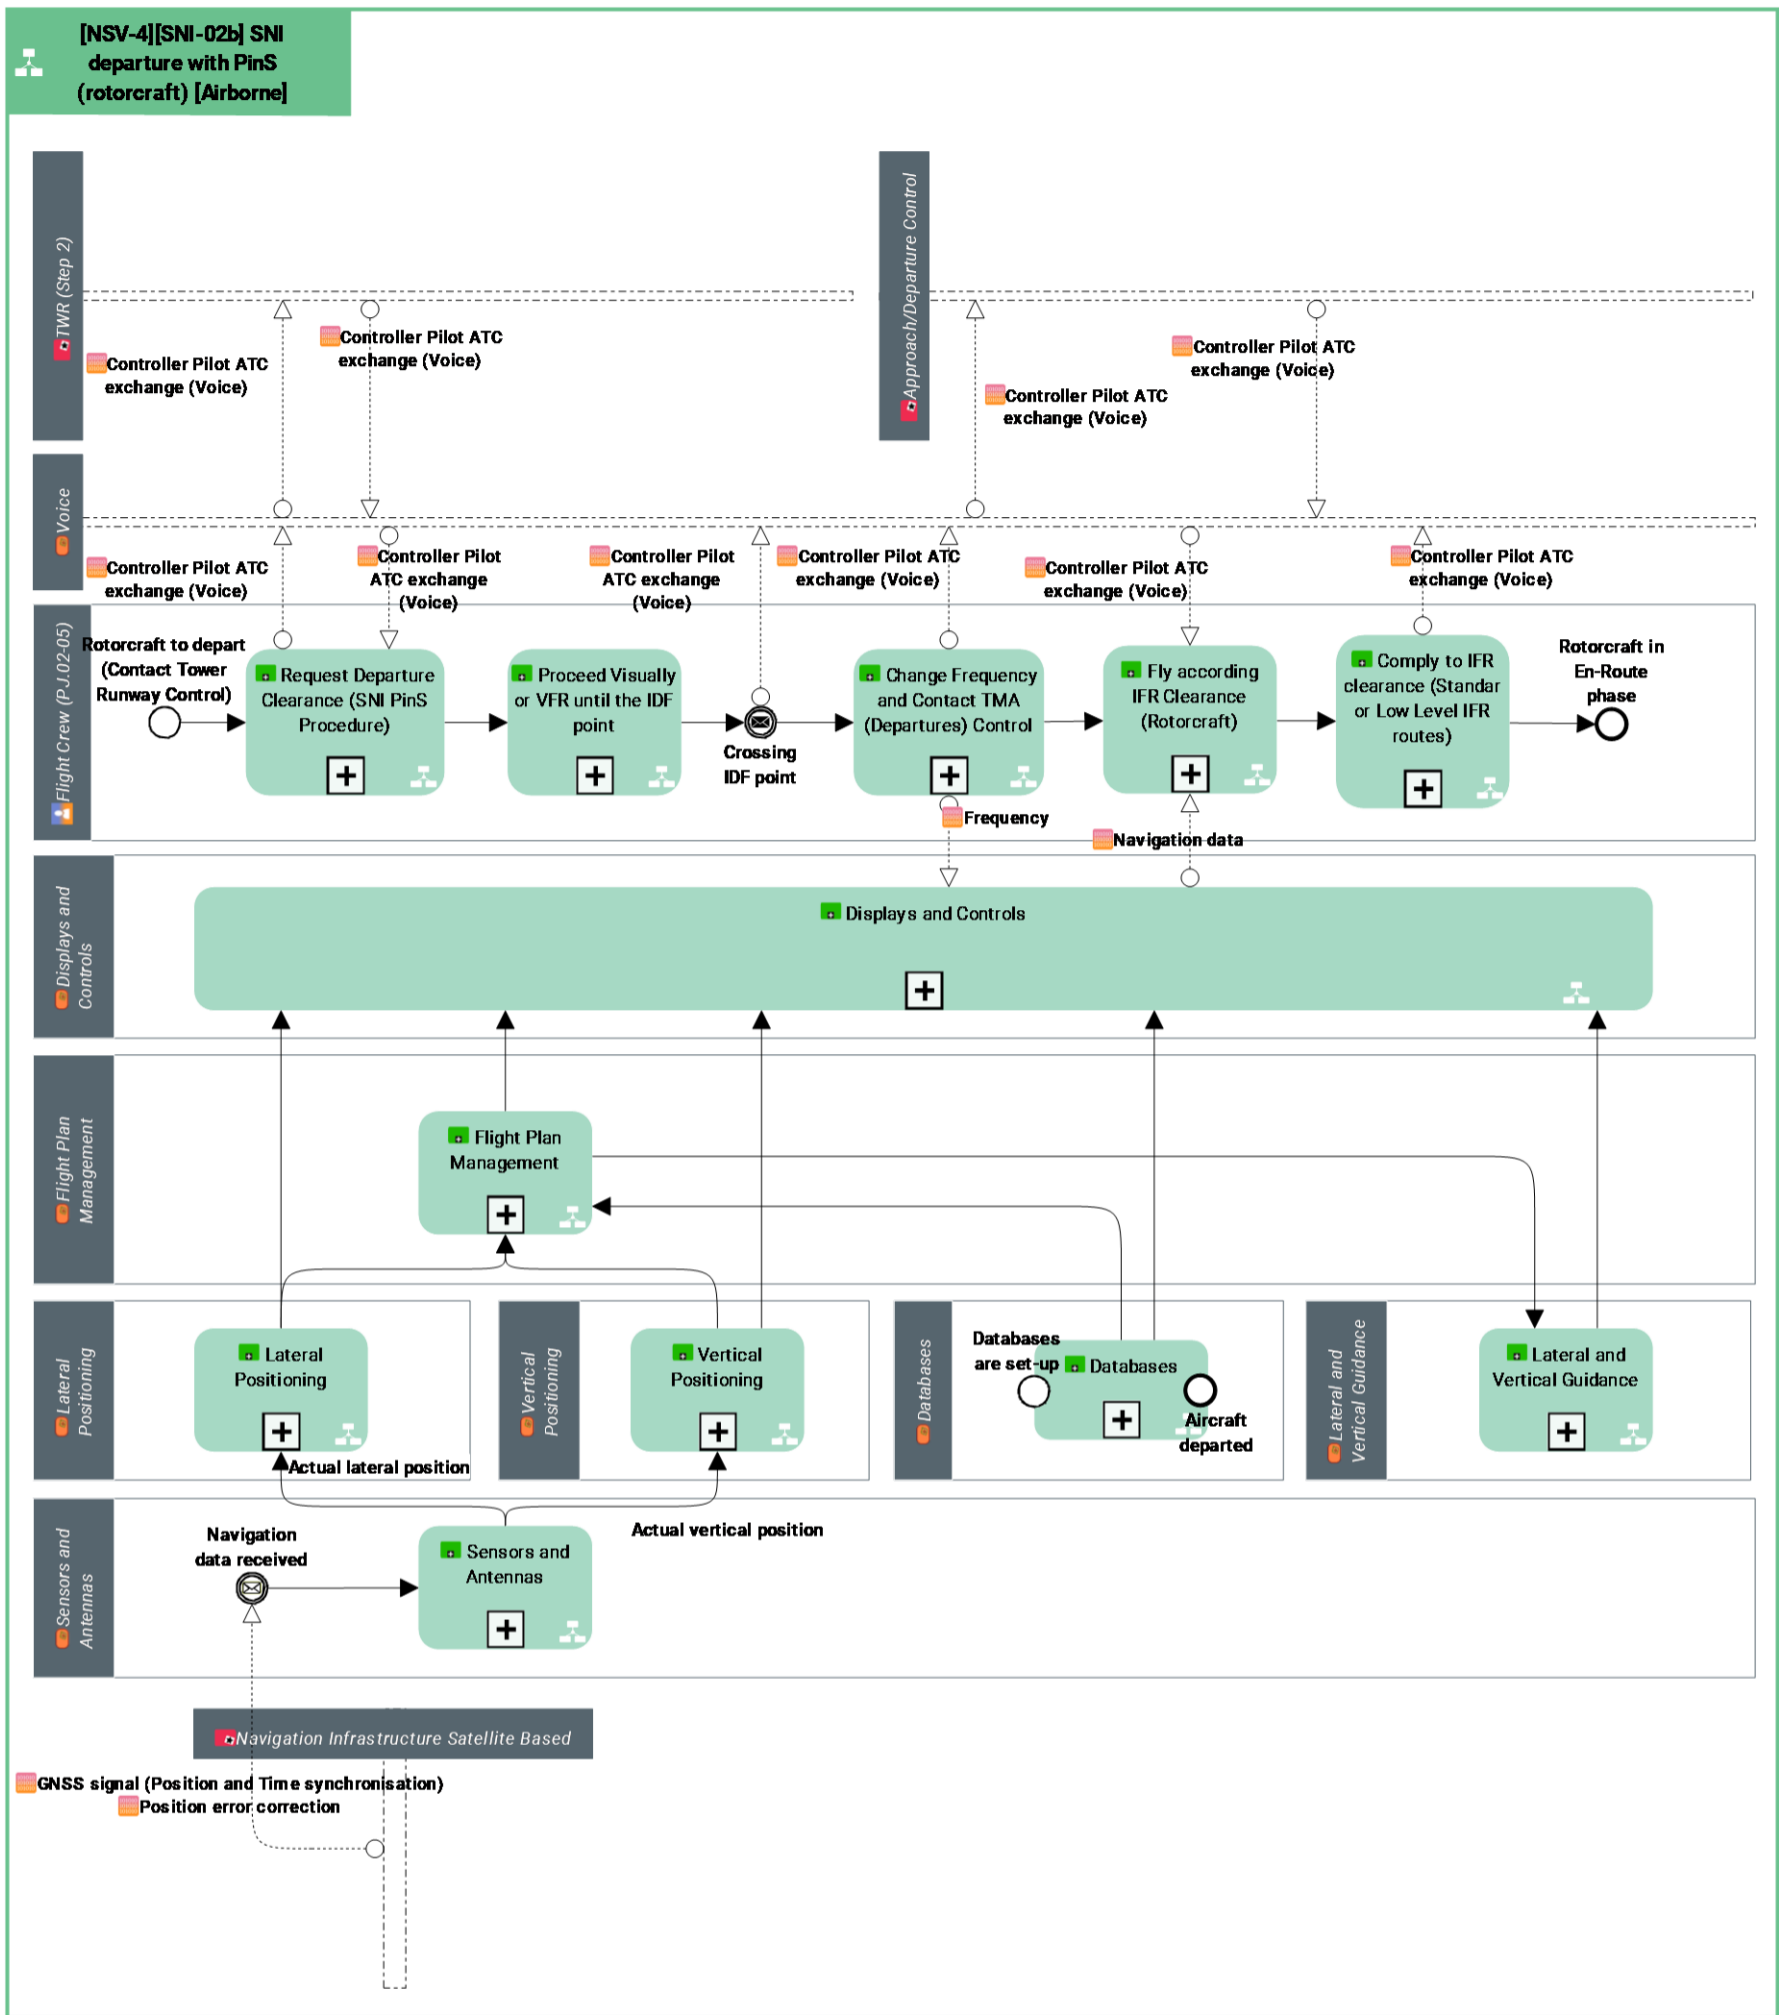 [NSV-4][SNI-02b] SNI
departure with PinS
(rotorcraft) [Airborne]
TWR (Step 2)
Approach/Departure Control
Controller Pilot ATC
exchange (Voice)
Controller Pilot ATC
exchange (Voice)
Controller Pilot ATC
exchange (Voice)
Controller Pilot ATC
exchange (Voice)
Voice
Controller Pilot ATC
exchange (Voice)
Controller Pilot
ATC exchange
(Voice)
Controller Pilot
ATC exchange
(Voice)
Controller Pilot ATC
exchange (Voice)
Controller Pilot ATC
exchange (Voice)
Controller Pilot ATC
exchange (Voice)
Flight Crew (PJ.02-05)
Rotorcraft to depart
(Contact Tower
Runway Control)
Request Departure
Clearance (SNI PinS
Procedure)
Proceed Visually
or VFR until the IDF
point
Crossing
IDF point
Change Frequency
and Contact TMA
(Departures) Control
Fly according
IFR Clearance
(Rotorcraft)
Comply to IFR
clearance (Standar
or Low Level IFR
routes)
Rotorcraft in
En-Route
phase
Frequency
Navigation data
Displays and
Controls
Displays and Controls
Flight Plan
Management
Flight Plan
Management
Lateral
Positioning
Lateral
Positioning
Actual lateral position
Vertical
Positioning
Vertical
Positioning
Databases
Databases
are set-up
Databases
Aircraft
departed
Lateral and
Vertical Guidance
Lateral and
Vertical Guidance
Sensors and
Antennas
Navigation
data received
Sensors and
Antennas
Actual vertical position
Navigation Infrastructure Satellite Based
GNSS signal (Position and Time synchronisation)
Position error correction